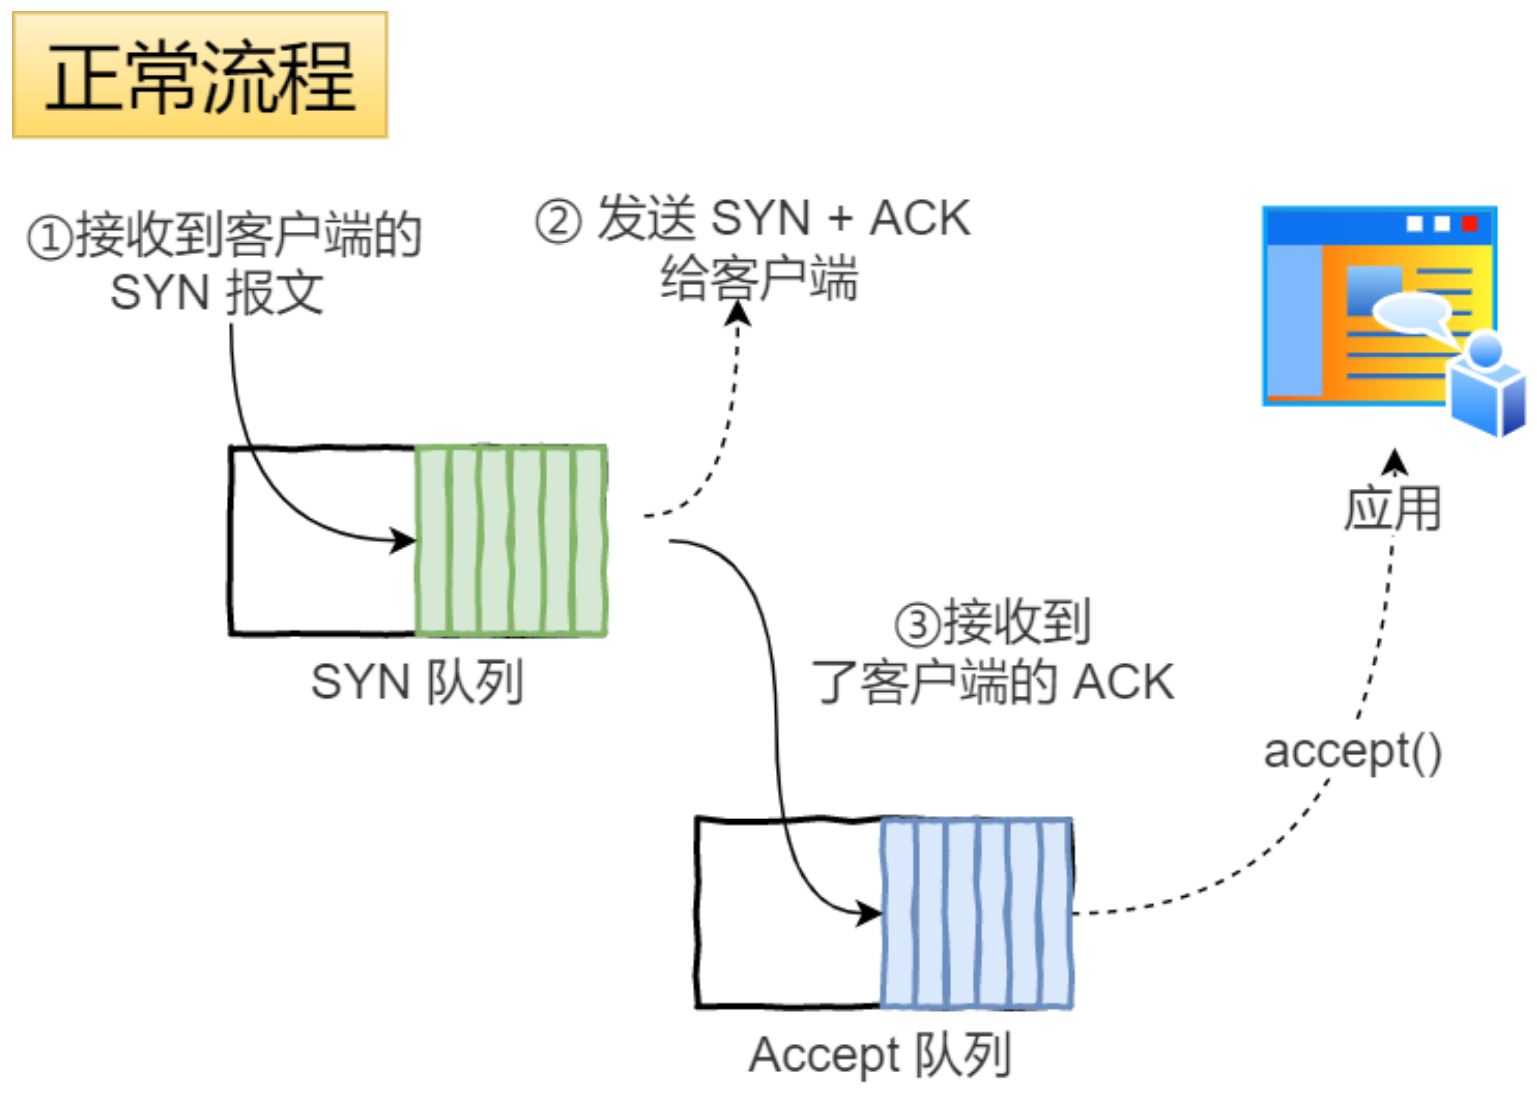 正常流程
①接收到客户端的
SYN 报文
② 发送 SYN + ACK
给客户端
应用
③接收到
了客户端的 ACK
SYN 队列
accept()
Accept 队列